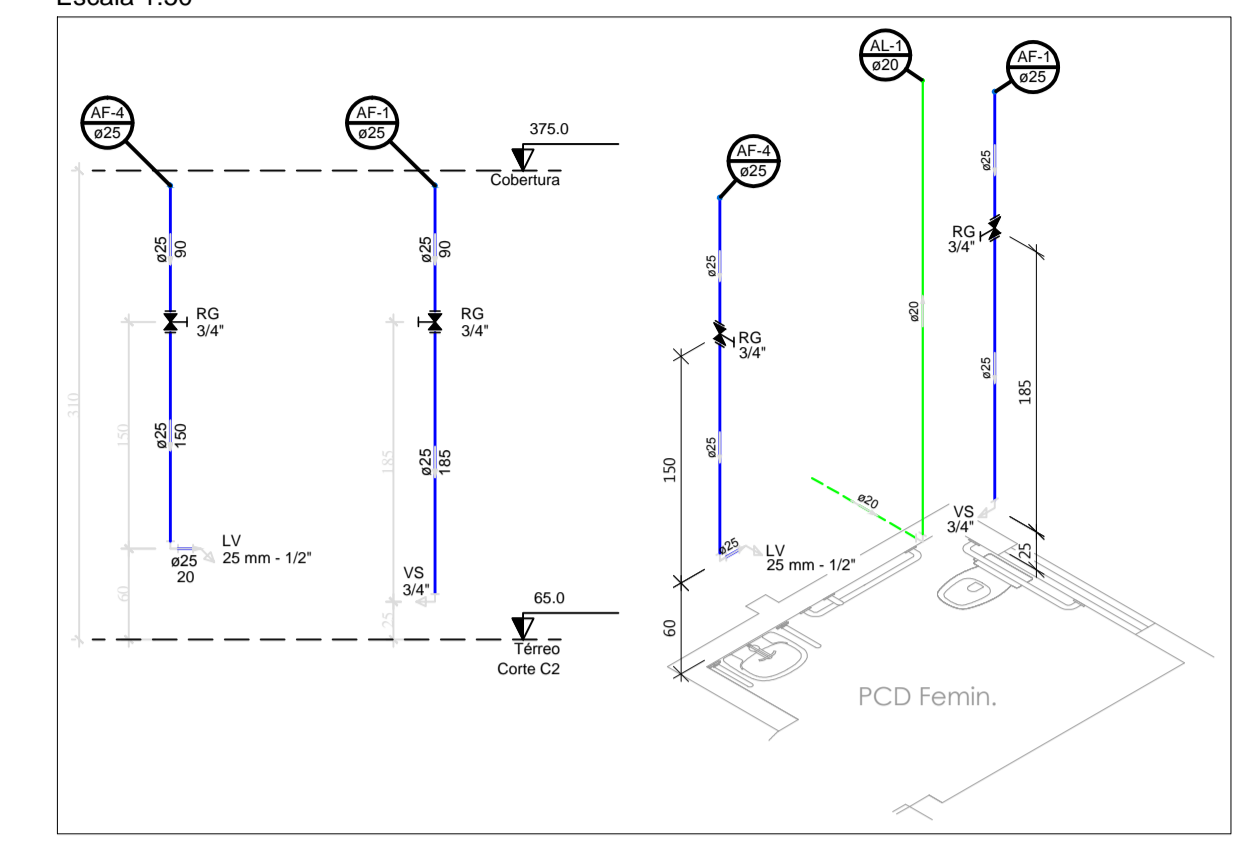 Escala 1:50
AF-4
ø25
AF-1
ø25
375.0
Cobertura
ø25
90
ø25
90
RG
3/4"
RG
3/4"
310
150
185
ø25
150
ø25
185
LV
25 mm - 1/2"
ø25
20
VS
3/4"
60
25
65.0
Térreo
Corte C2
AL-1
ø20
AF-1
ø25
AF-4
ø25
ø25
RG
3/4"
ø25
ø20
RG
3/4"
ø25
185
ø25
150
ø20
VS
3/4"
25
ø25
LV
25 mm - 1/2"
60
PCD Femin.